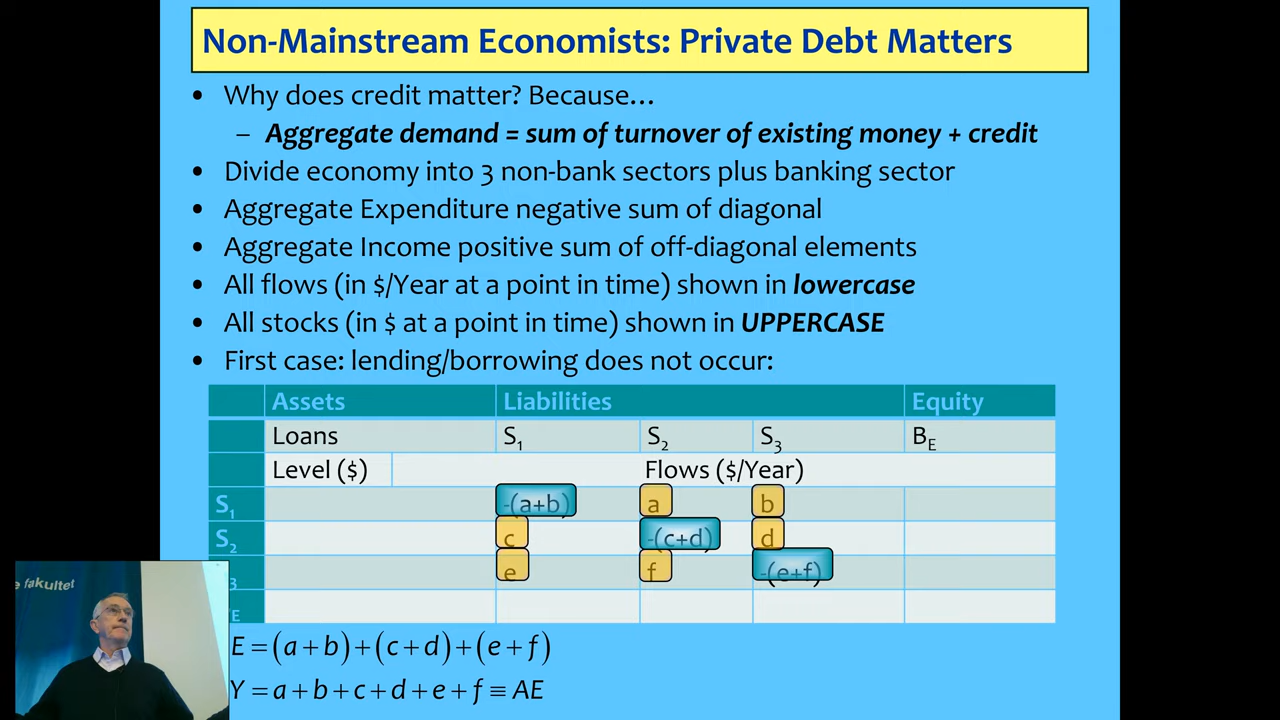 Non-Mainstream Economists: Private Debt Matters
• Why does credit matter? Because…
– Aggregate demand = sum of turnover of existing money + credit
• Divide economy into 3 non-bank sectors plus banking sector
• Aggregate Expenditure negative sum of diagonal
• Aggregate Income positive sum of off-diagonal elements
• All flows (in $/Year at a point in time) shown in lowercase
• All stocks (in $ at a point in time) shown in UPPERCASE
• First case: lending/borrowing does not occur:
Assets Liabilities Equity
Loans S₁ S₂ S₃ B_E
Level ($) Flows ($/Year)
S₁ -(a+b) a b
S₂ c -(c+d) d
3 e f -(e+f)
E
E = (a + b) + (c + d) + (e + f)
Y = a + b + c + d + e + f ≡ AE
e fakultet